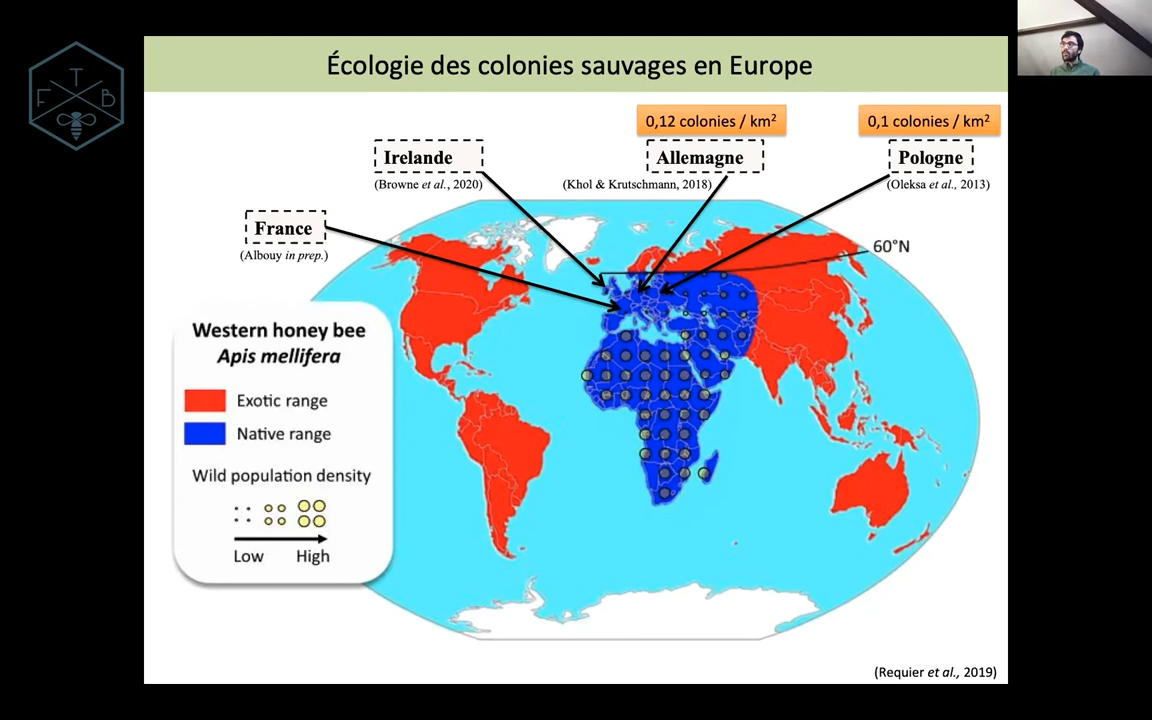 T
F B
Écologie des colonies sauvages en Europe
0,12 colonies / km²
0,1 colonies / km²
Irelande
Allemagne
Pologne
(Browne et al., 2020)
(Khol & Krutschmann, 2018)
(Oleksa et al., 2013)
France
(Albouy in prep.)
60°N
Western honey bee
Apis mellifera
Exotic range
Native range
Wild population density
Low High
(Requier et al., 2019)